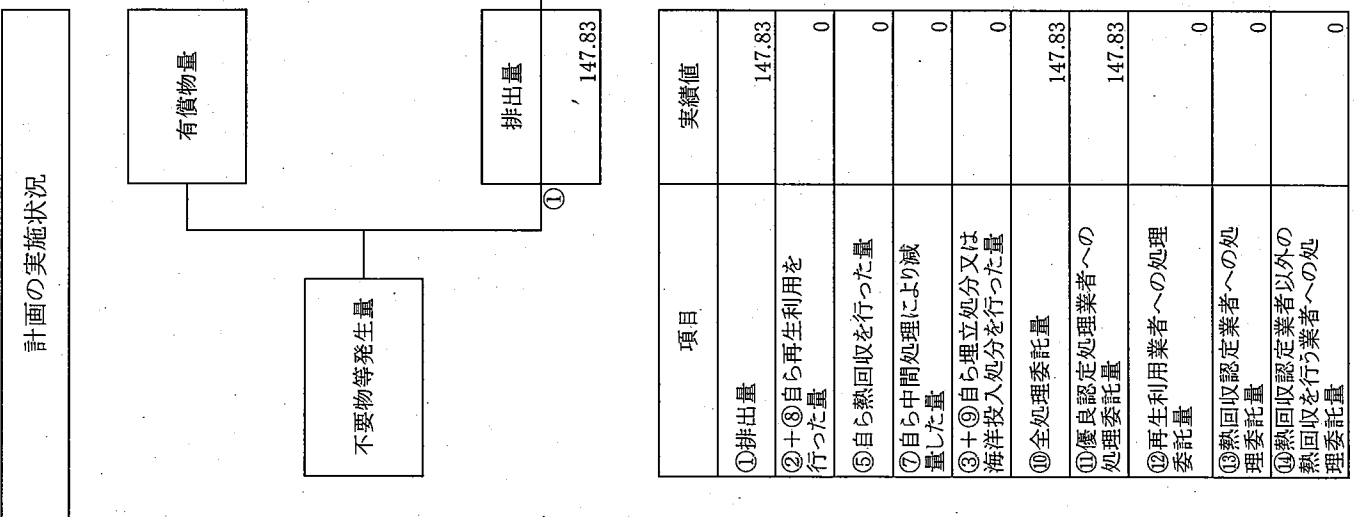 計画の実施状況
有償物量
不要物等発生量
①
排出量
147.83
項目
実績値
①排出量
147.83
②+⑧自ら再生利用を
行った量
0
⑤自ら熱回収を行った量
0
⑦自ら中間処理により減
量した量
0
③+⑨自ら埋立処分又は
海洋投入処分を行った量
0
⑩全処理委託量
147.83
⑪優良認定処理業者への
処理委託量
147.83
⑫再生利用業者への処理
委託量
0
⑬熱回収認定業者への処
理委託量
0
⑭熱回収認定業者以外の
熱回収を行う業者への処
理委託量
0